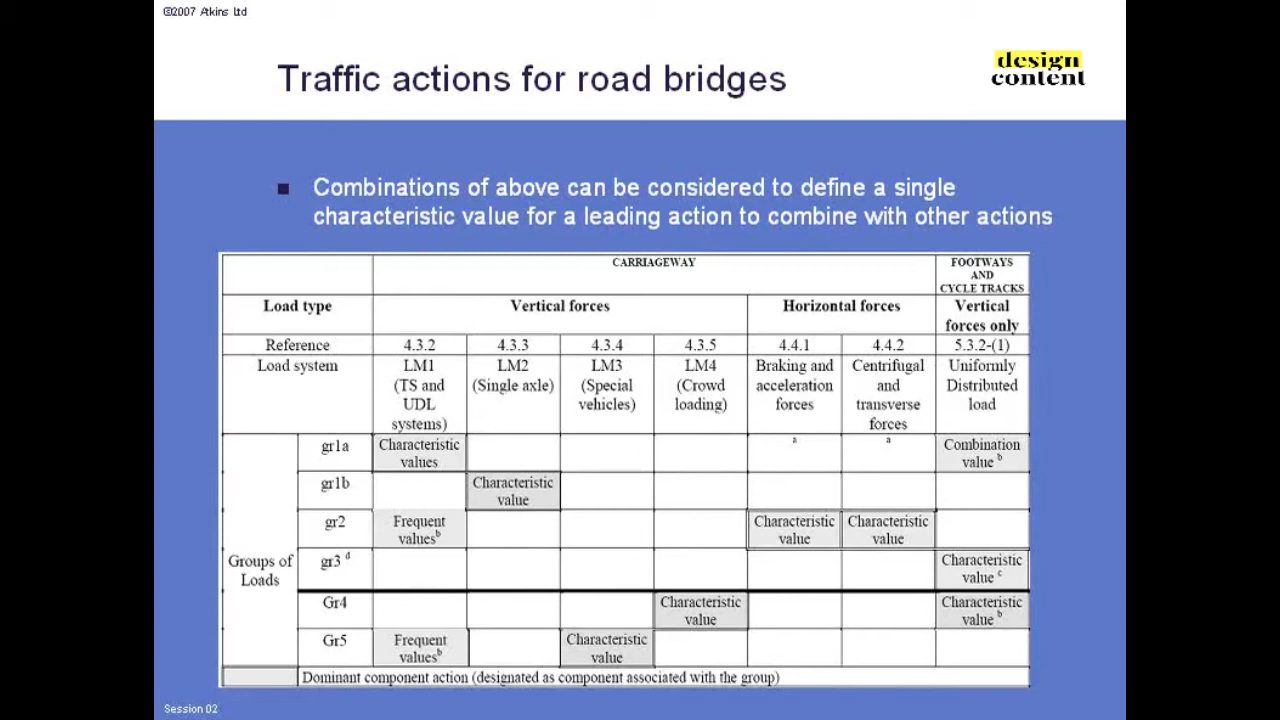 ©2007 Atkins Ltd
Traffic actions for road bridges
design
content
Combinations of above can be considered to define a single
characteristic value for a leading action to combine with other actions
CARRIAGEWAY
FOOTWAYS
AND
CYCLE TRACKS
Load type
Vertical forces
Horizontal forces
Vertical
forces only
Reference 4.3.2 4.3.3 4.3.4 4.3.5 4.4.1 4.4.2 5.3.2-(1)
Load system
LM1
(TS and
UDL
systems)
LM2
(Single axle)
LM3
(Special
vehicles)
LM4
(Crowd
loading)
Braking and
acceleration
forces
Centrifugal
and
transverse
forces
Uniformly
Distributed
load
Groups of
Loads
gr1a
Characteristic
values
a
a
Combination
value b
gr1b
Characteristic
value
gr2
Frequent
values b
Characteristic
value
Characteristic
value
gr3 d
Characteristic
value c
Gr4
Characteristic
value
Characteristic
value b
Gr5
Frequent
values b
Characteristic
value
Dominant component action (designated as component associated with the group)
Session 02